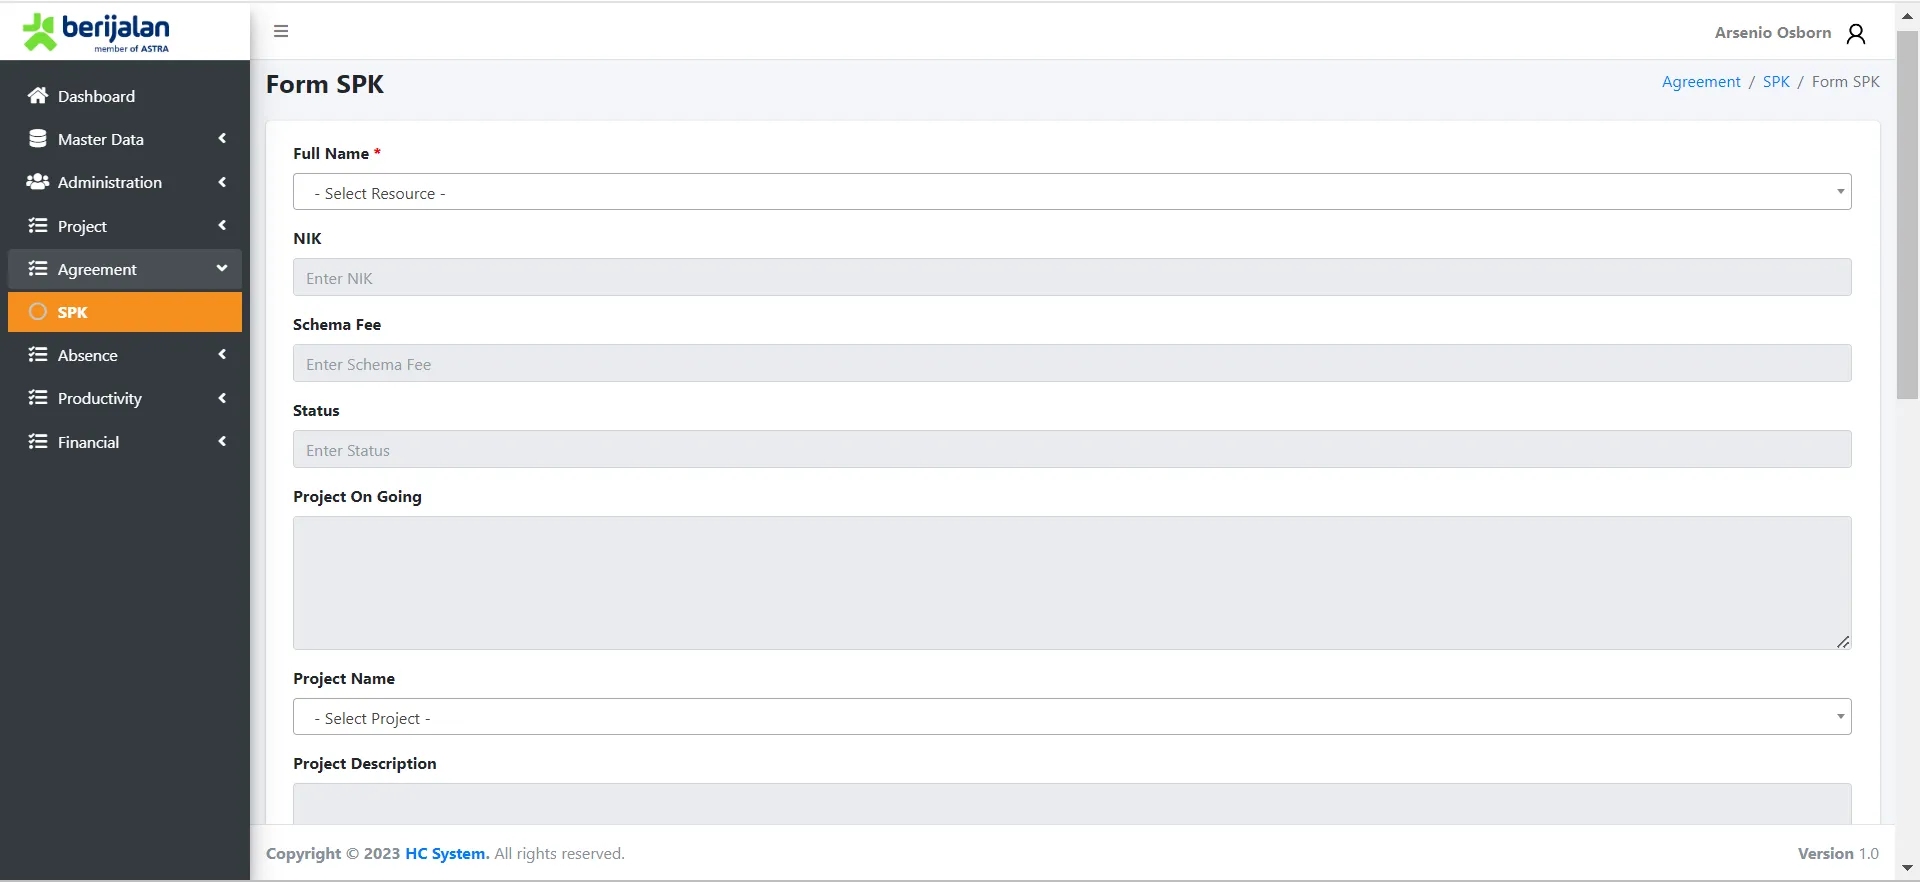 berijalan
member of ASTRA
Arsenio Osborn
Dashboard
Master Data
Administration
Project
Agreement
SPK
Absence
Productivity
Financial
Form SPK
Agreement / SPK / Form SPK
Full Name *
- Select Resource -
NIK
Enter NIK
Schema Fee
Enter Schema Fee
Status
Enter Status
Project On Going
Project Name
- Select Project -
Project Description
Copyright © 2023 HC System. All rights reserved.
Version 1.0